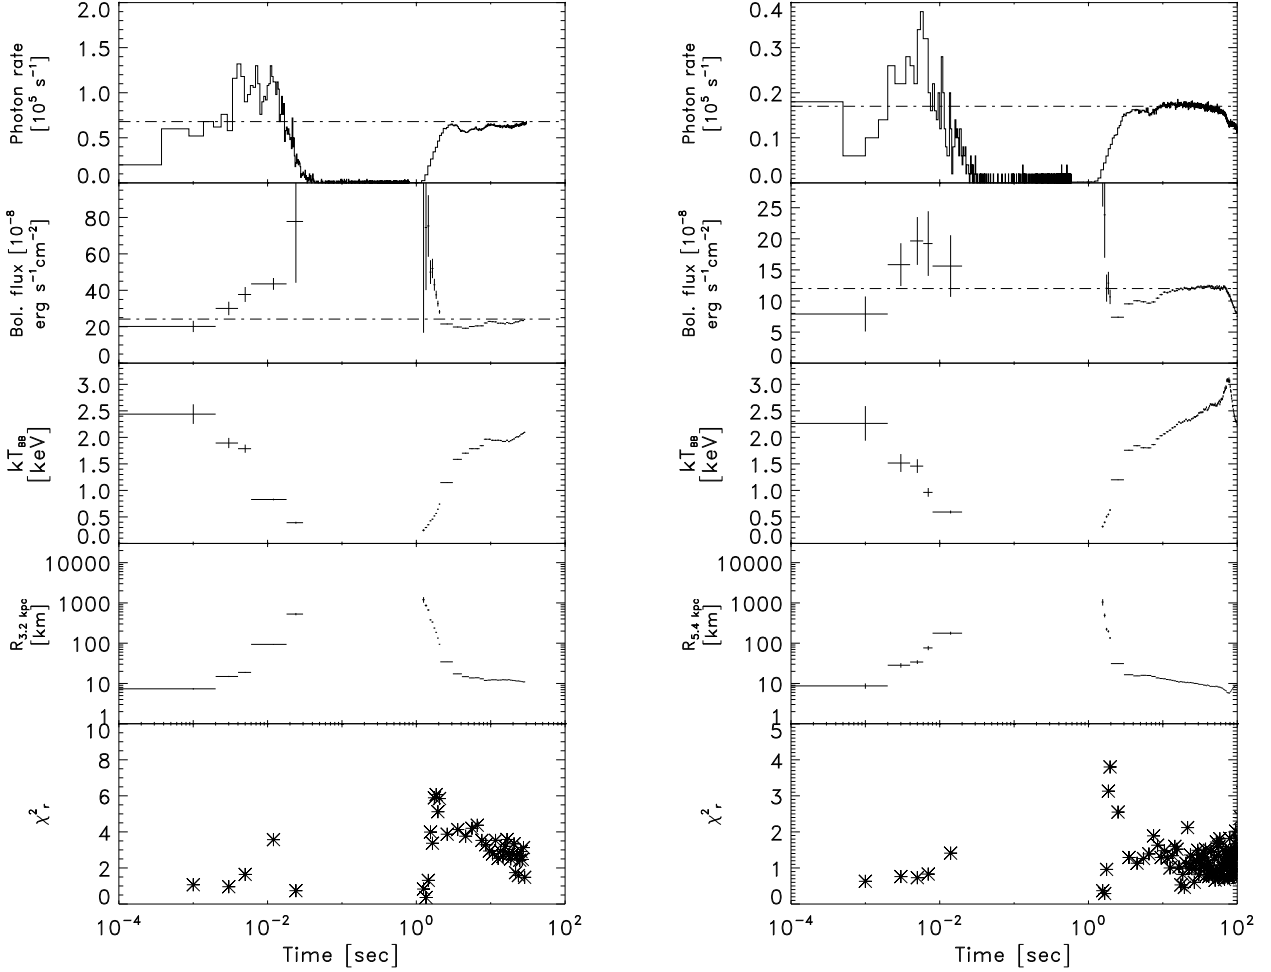 2.0
1.5
1.0
0.5
0.0
Photon rate
[10⁵ s⁻¹]
80
60
40
20
0
Bol. flux [10⁻⁸
erg s⁻¹cm⁻²]
3.0
2.5
2.0
1.5
1.0
0.5
0.0
kT_BB
[keV]
10000
1000
100
10
1
R_3.2 kpc
[km]
10
8
6
4
2
0
χ²_r
10⁻⁴ 10⁻² 10⁰ 10²
Time [sec]
0.4
0.3
0.2
0.1
0.0
Photon rate
[10⁵ s⁻¹]
25
20
15
10
5
0
Bol. flux [10⁻⁸
erg s⁻¹cm⁻²]
3.0
2.5
2.0
1.5
1.0
0.5
0.0
kT_BB
[keV]
10000
1000
100
10
1
R_5.4 kpc
[km]
5
4
3
2
1
0
χ²_r
10⁻⁴ 10⁻² 10⁰ 10²
Time [sec]